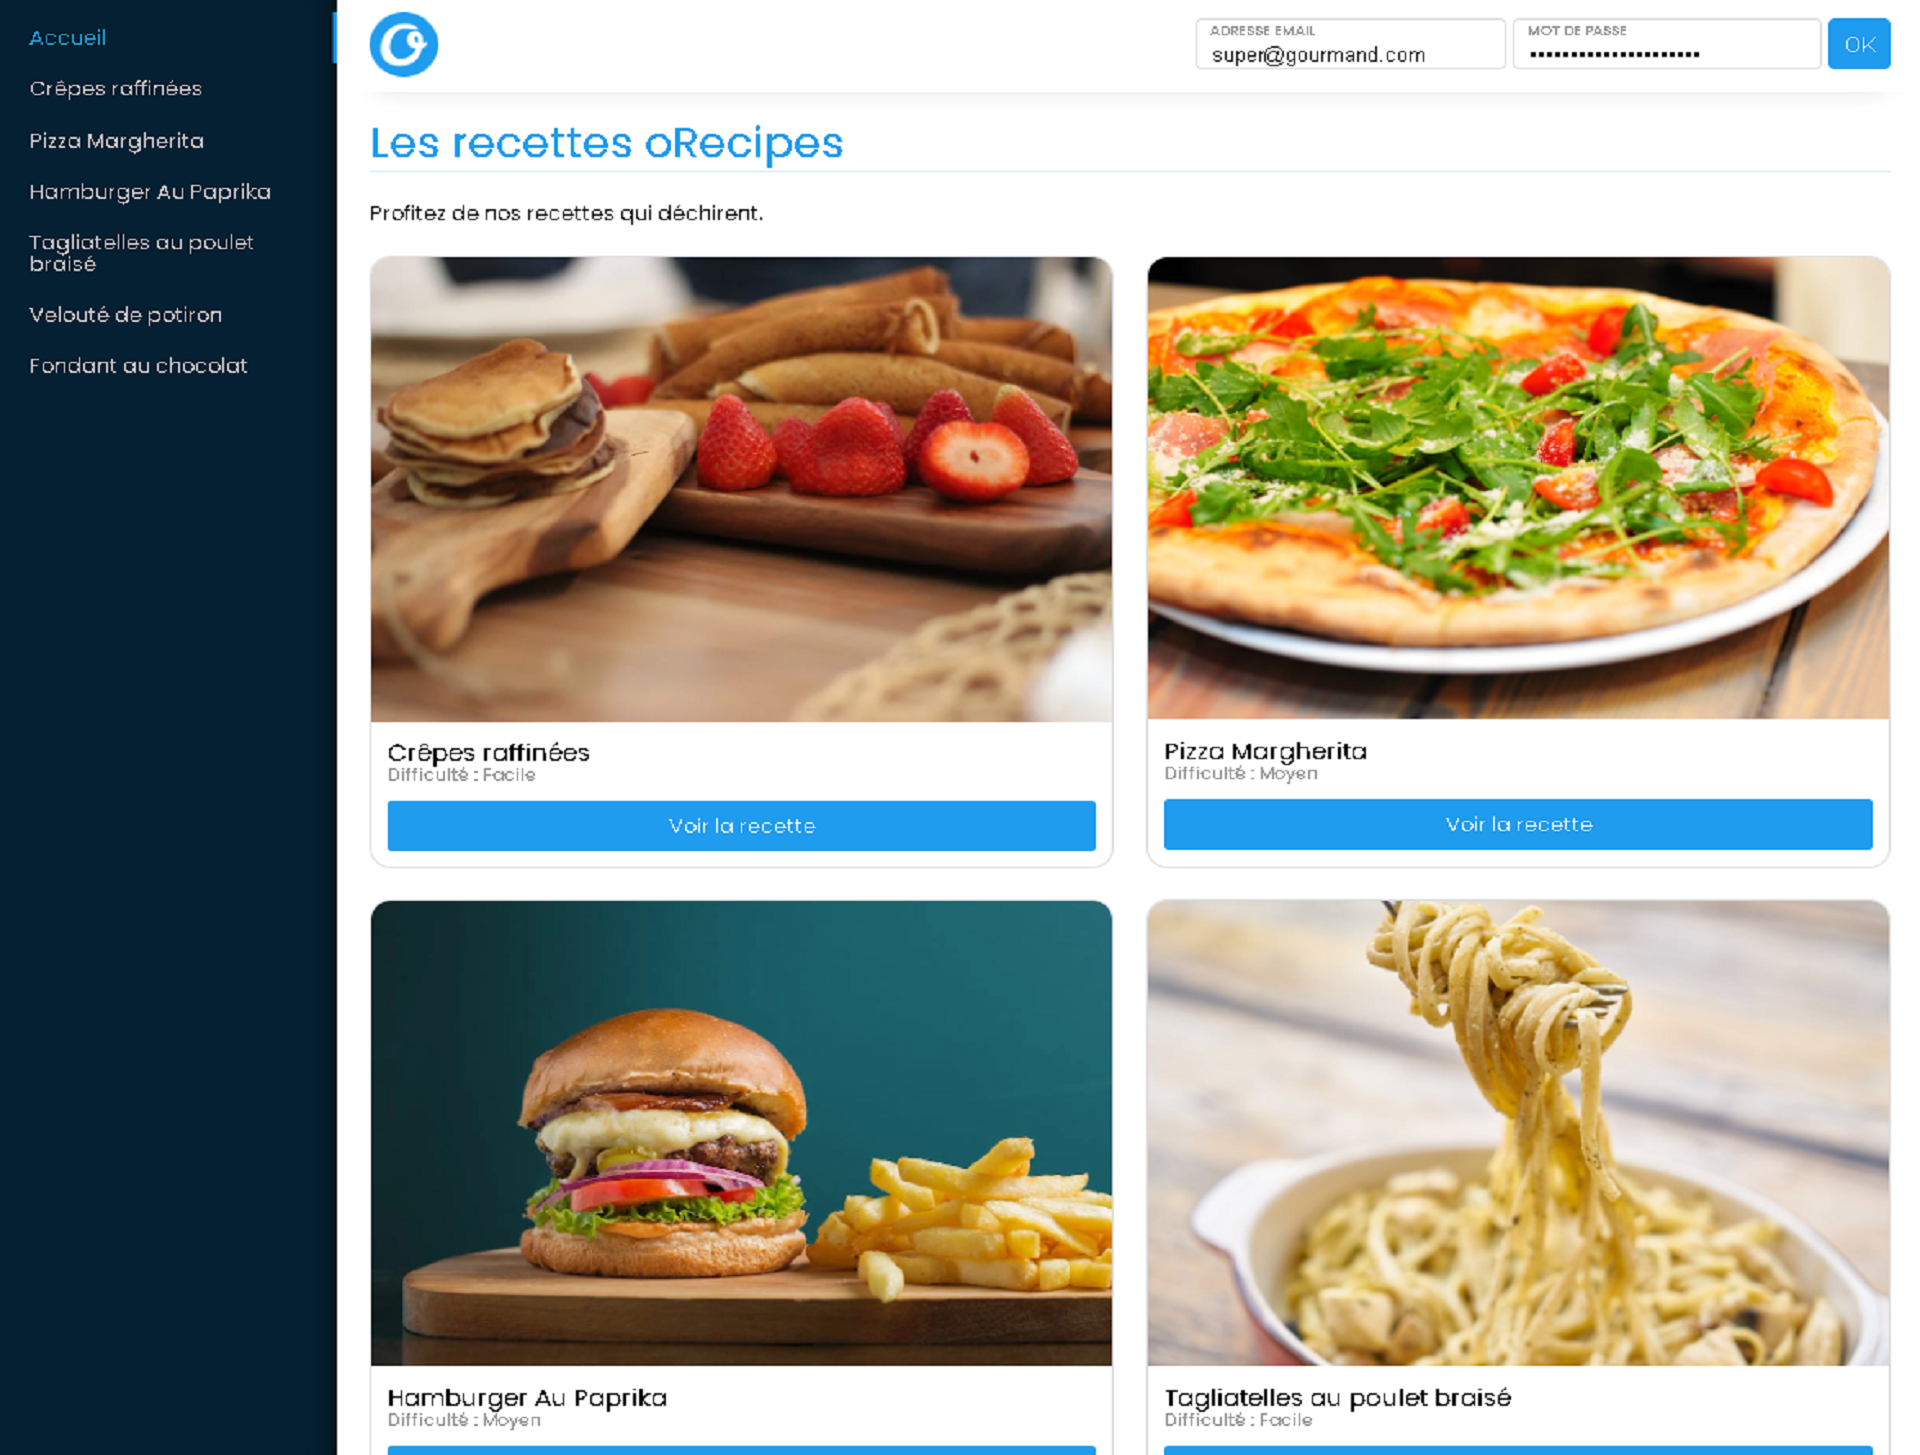 Accueil
Crêpes raffinées
Pizza Margherita
Hamburger Au Paprika
Tagliatelles au poulet
braisé
Velouté de potiron
Fondant au chocolat
ADRESSE EMAIL
super@gourmand.com
MOT DE PASSE
••••••••••••••••••••
OK
Les recettes oRecipes
Profitez de nos recettes qui déchirent.
Crêpes raffinées
Difficulté : Facile
Voir la recette
Pizza Margherita
Difficulté : Moyen
Voir la recette
Hamburger Au Paprika
Difficulté : Moyen
Tagliatelles au poulet braisé
Difficulté : Facile